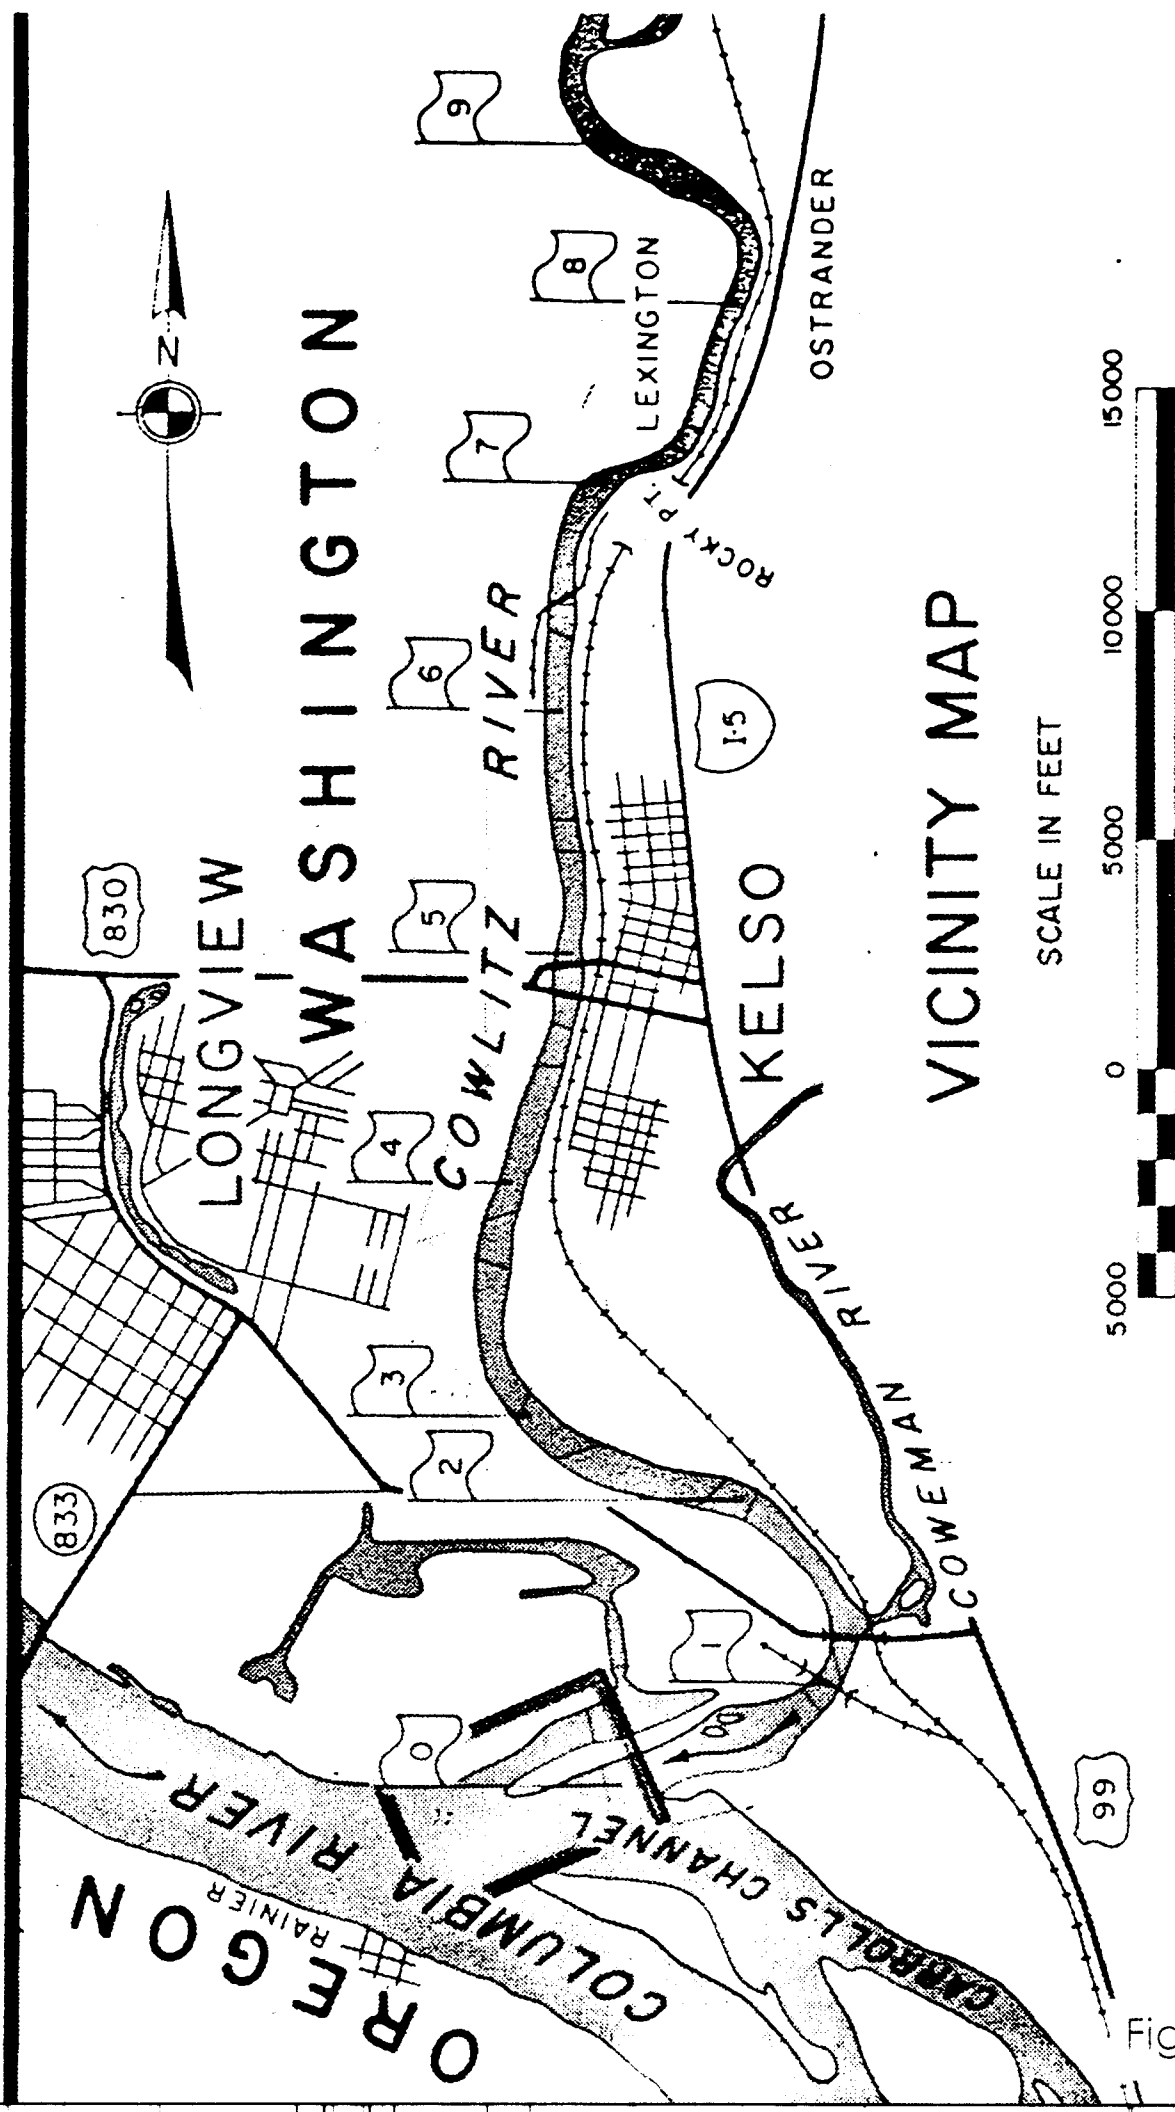 9
8
7
6
5
4
3
2
1
0
N
WASHINGTON
LEXINGTON
OSTRANDER
ROCKY PT.
COWLITZ RIVER
I-5
830
LONGVIEW
KELSO
833
COWEMAN RIVER
OREGON
RAINIER
COLUMBIA RIVER
CARROLLS CHANNEL
99
VICINITY MAP
SCALE IN FEET
5000 0 5000 10000 15000
Fig